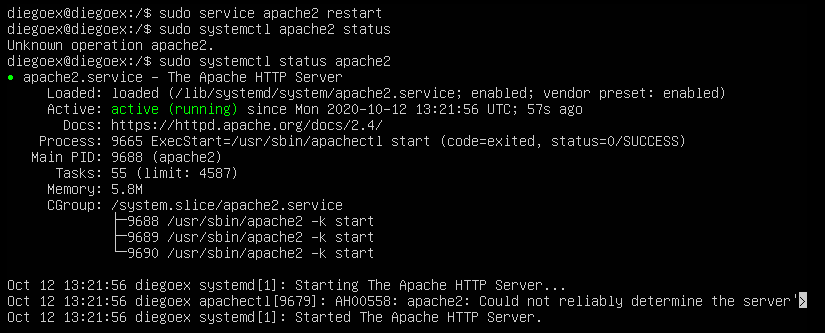 diegoex@diegoex:/$ sudo service apache2 restart
diegoex@diegoex:/$ sudo systemctl apache2 status
Unknown operation apache2.
diegoex@diegoex:/$ sudo systemctl status apache2
● apache2.service – The Apache HTTP Server
Loaded: loaded (/lib/systemd/system/apache2.service; enabled; vendor preset: enabled)
Active: active (running) since Mon 2020-10-12 13:21:56 UTC; 57s ago
Docs: https://httpd.apache.org/docs/2.4/
Process: 9665 ExecStart=/usr/sbin/apachectl start (code=exited, status=0/SUCCESS)
Main PID: 9688 (apache2)
Tasks: 55 (limit: 4587)
Memory: 5.8M
CGroup: /system.slice/apache2.service
├─9688 /usr/sbin/apache2 -k start
├─9689 /usr/sbin/apache2 -k start
└─9690 /usr/sbin/apache2 -k start
Oct 12 13:21:56 diegoex systemd[1]: Starting The Apache HTTP Server...
Oct 12 13:21:56 diegoex apachectl[9679]: AH00558: apache2: Could not reliably determine the server'>
Oct 12 13:21:56 diegoex systemd[1]: Started The Apache HTTP Server.